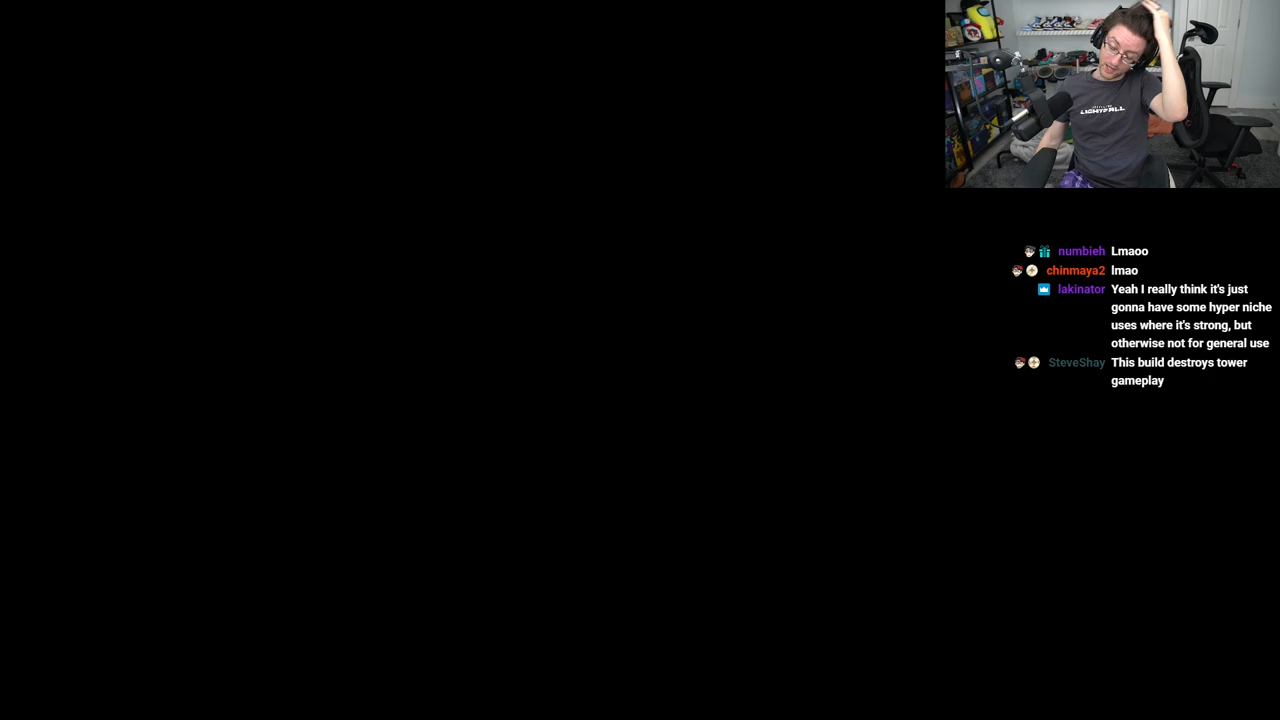 LIGHTFALL
numbieh Lmaoo
chinmaya2 lmao
lakinator Yeah I really think it's just
gonna have some hyper niche
uses where it's strong, but
otherwise not for general use
SteveShay This build destroys tower
gameplay